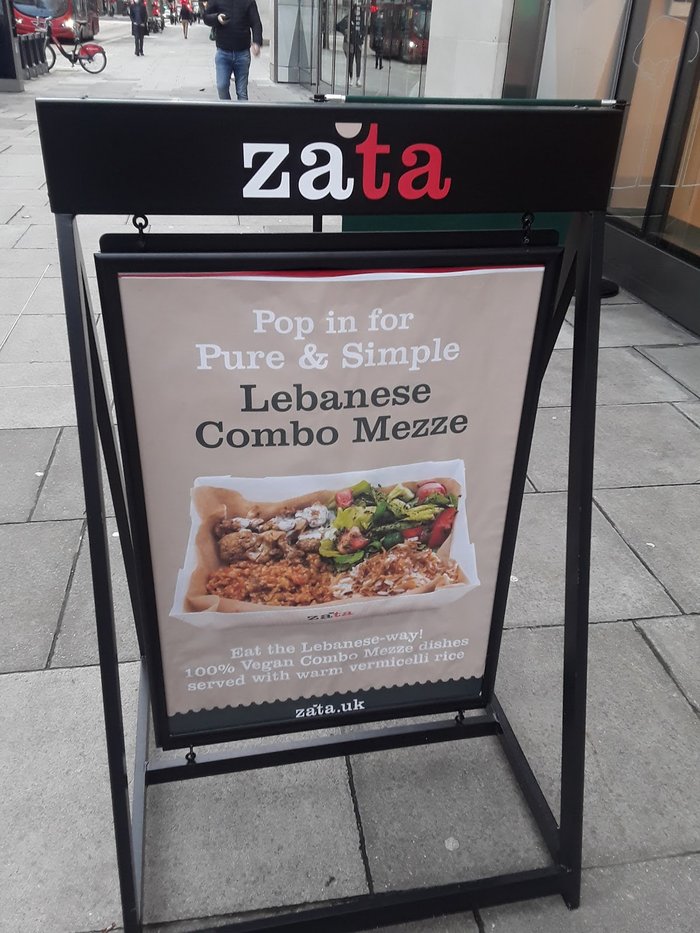 zata
Pop in for
Pure & Simple
Lebanese
Combo Mezze
zata
Eat the Lebanese-way!
100% Vegan Combo Mezze dishes
served with warm vermicelli rice
zata.uk